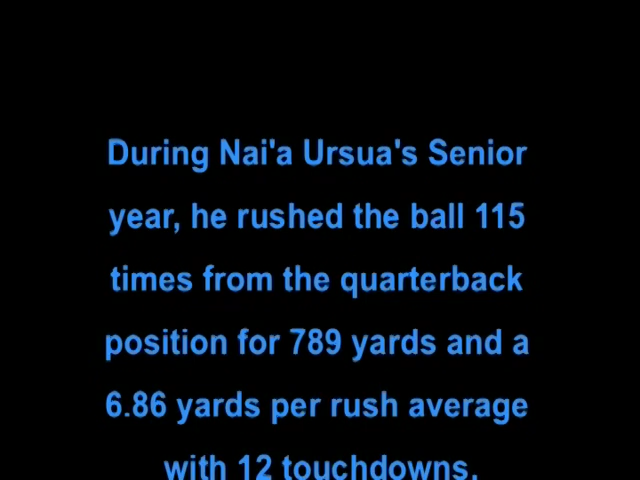 During Nai'a Ursua's Senior
year, he rushed the ball 115
times from the quarterback
position for 789 yards and a
6.86 yards per rush average
with 12 touchdowns.